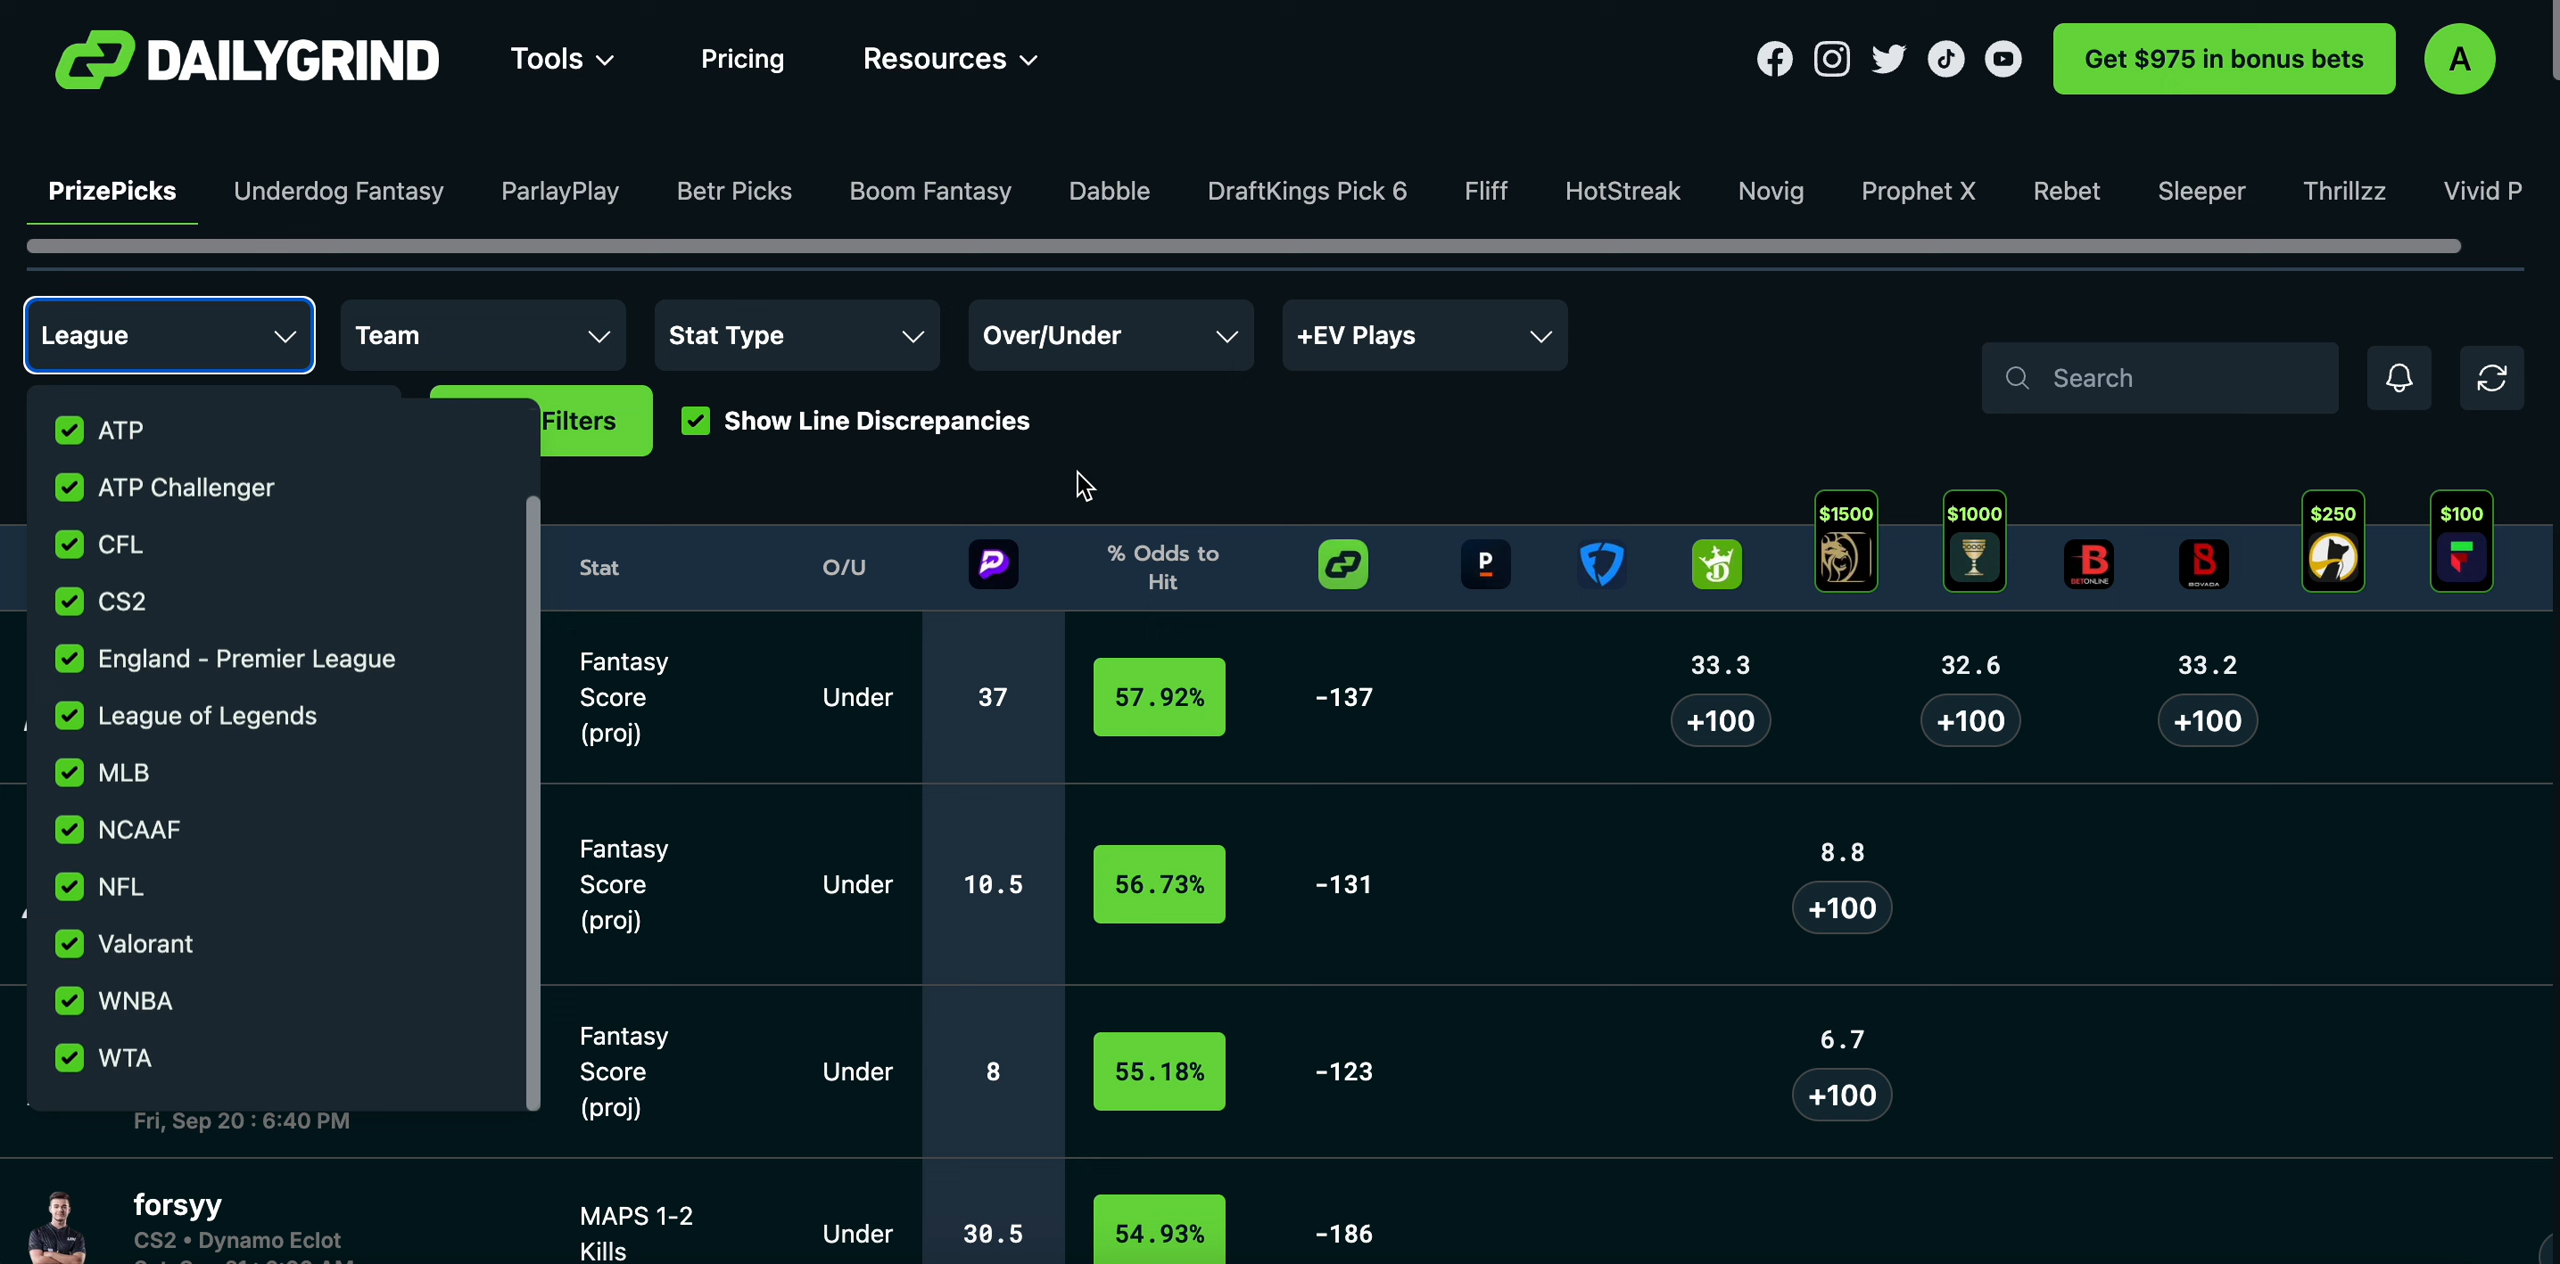 DAILYGRIND
Tools
Pricing
Resources
Get $975 in bonus bets
A
PrizePicks
Underdog Fantasy
ParlayPlay
Betr Picks
Boom Fantasy
Dabble
DraftKings Pick 6
Fliff
HotStreak
Novig
Prophet X
Rebet
Sleeper
Thrillzz
Vivid P
League
Team
Stat Type
Over/Under
+EV Plays
Search
Filters
Show Line Discrepancies
ATP
ATP Challenger
CFL
CS2
England - Premier League
League of Legends
MLB
NCAAF
NFL
Valorant
WNBA
WTA
$1500
$1000
$250
$100
Stat
O/U
% Odds to
Hit
P
BETONLINE
BOVADA
Fantasy
Score
(proj)
Under
37
57.92%
-137
33.3
+100
32.6
+100
33.2
+100
Fantasy
Score
(proj)
Under
10.5
56.73%
-131
8.8
+100
Fri, Sep 20 : 6:40 PM
Fantasy
Score
(proj)
Under
8
55.18%
-123
6.7
+100
forsyy
CS2 • Dynamo Eclot
MAPS 1-2
Kills
Under
30.5
54.93%
-186